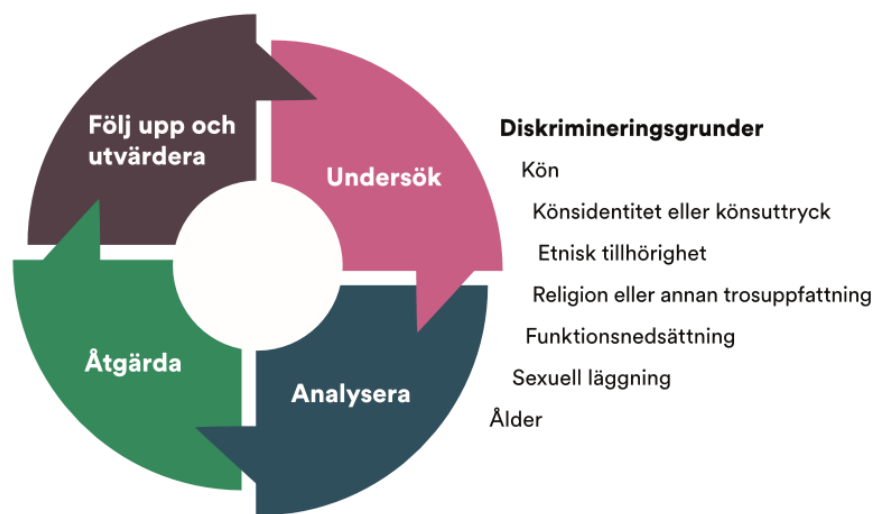 Följ upp och
utvärdera
Undersök
Åtgärda
Analysera
Diskrimineringsgrunder
Kön
Könsidentitet eller könsuttryck
Etnisk tillhörighet
Religion eller annan trosuppfattning
Funktionsnedsättning
Sexuell läggning
Ålder